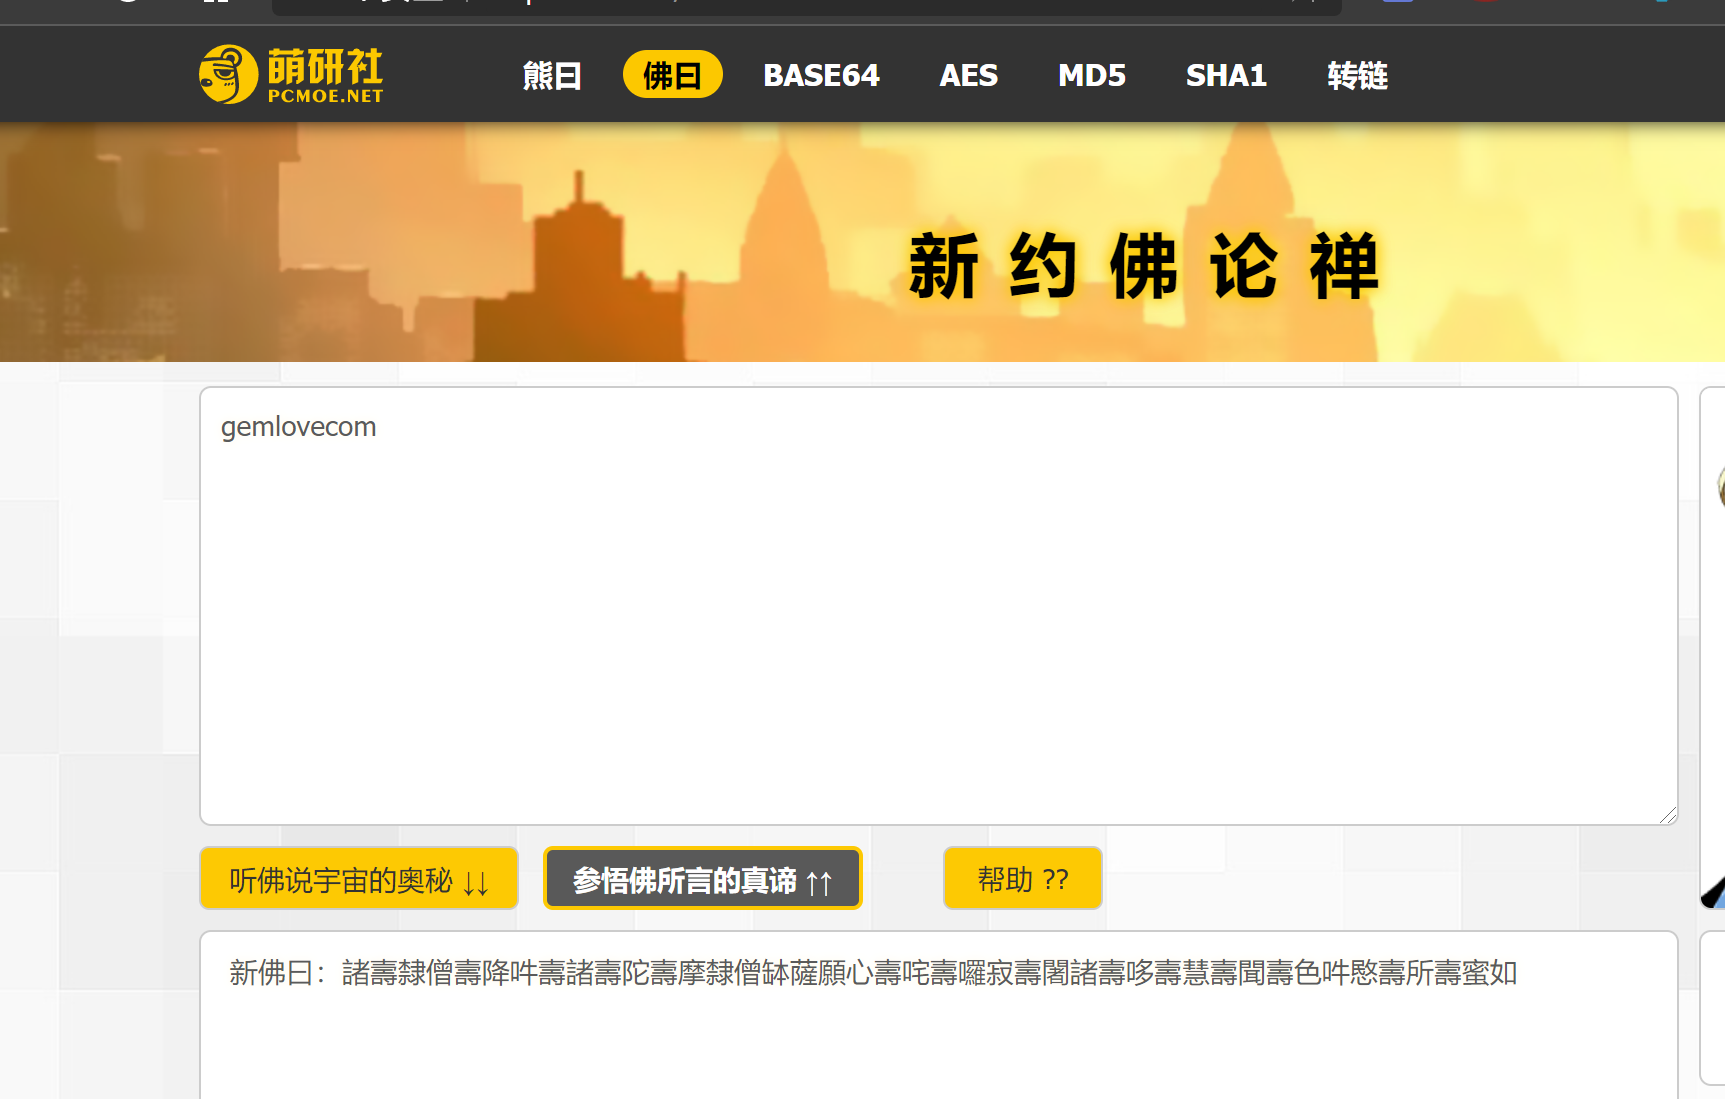 萌研社
PCMOE.NET
熊曰
佛曰
BASE64
AES
MD5
SHA1
转链
新约佛论禅
gemlovecom
听佛说宇宙的奥秘 ↓↓
参悟佛所言的真谛 ↑↑
帮助 ??
新佛曰：諸壽隸僧壽降吽壽諸壽陀壽摩隸僧缽薩願心壽咤壽囉寂壽闍諸壽哆壽慧壽聞壽色吽愍壽所壽蜜如